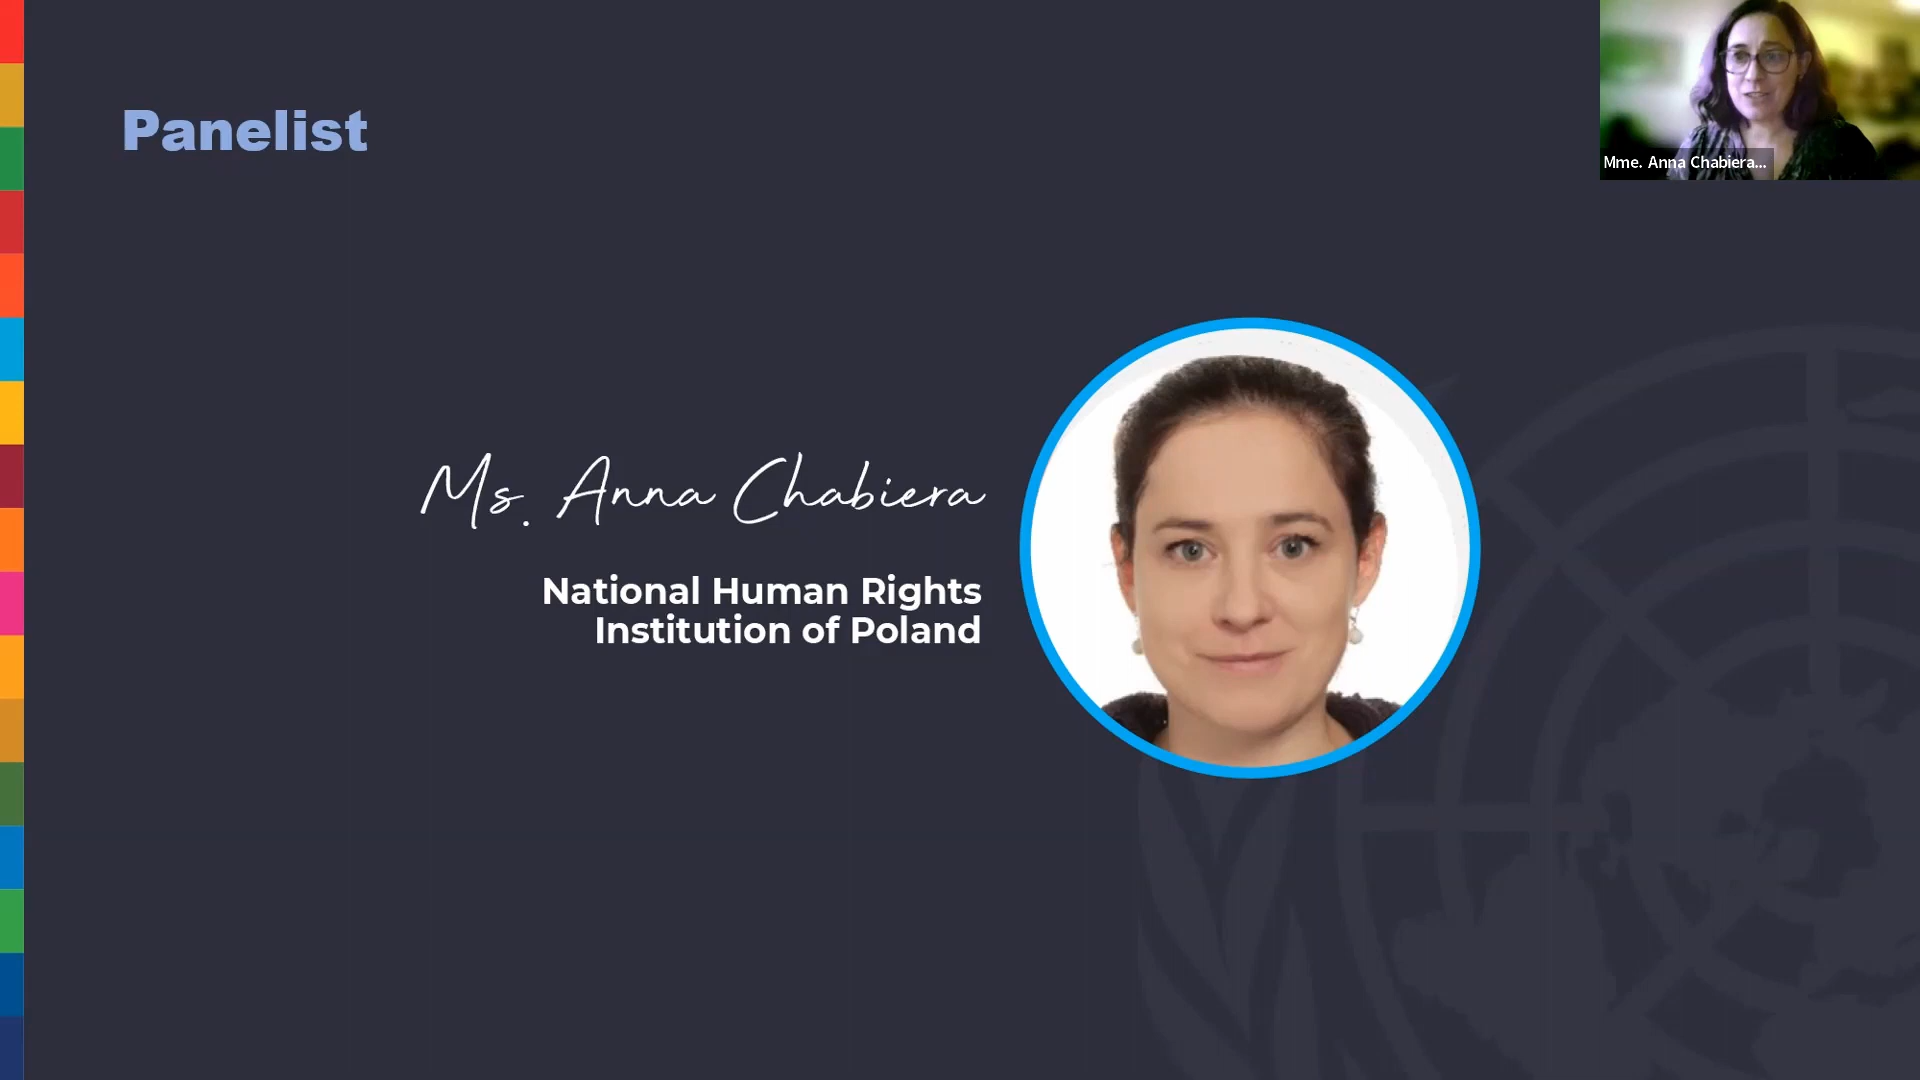 Panelist
Mme. Anna Chabiera...
Ms. Anna Chabiera
National Human Rights
Institution of Poland